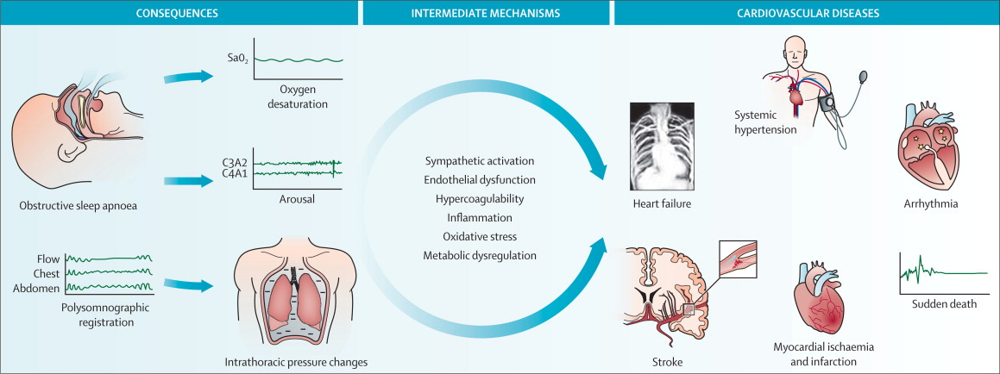 CONSEQUENCES
INTERMEDIATE MECHANISMS
CARDIOVASCULAR DISEASES
SaO₂
Oxygen
desaturation
C3A2
C4A1
Arousal
Obstructive sleep apnoea
Flow
Chest
Abdomen
Polysomnographic
registration
Intrathoracic pressure changes
Sympathetic activation
Endothelial dysfunction
Hypercoagulability
Inflammation
Oxidative stress
Metabolic dysregulation
Systemic
hypertension
Heart failure
Arrhythmia
Stroke
Myocardial ischaemia
and infarction
Sudden death